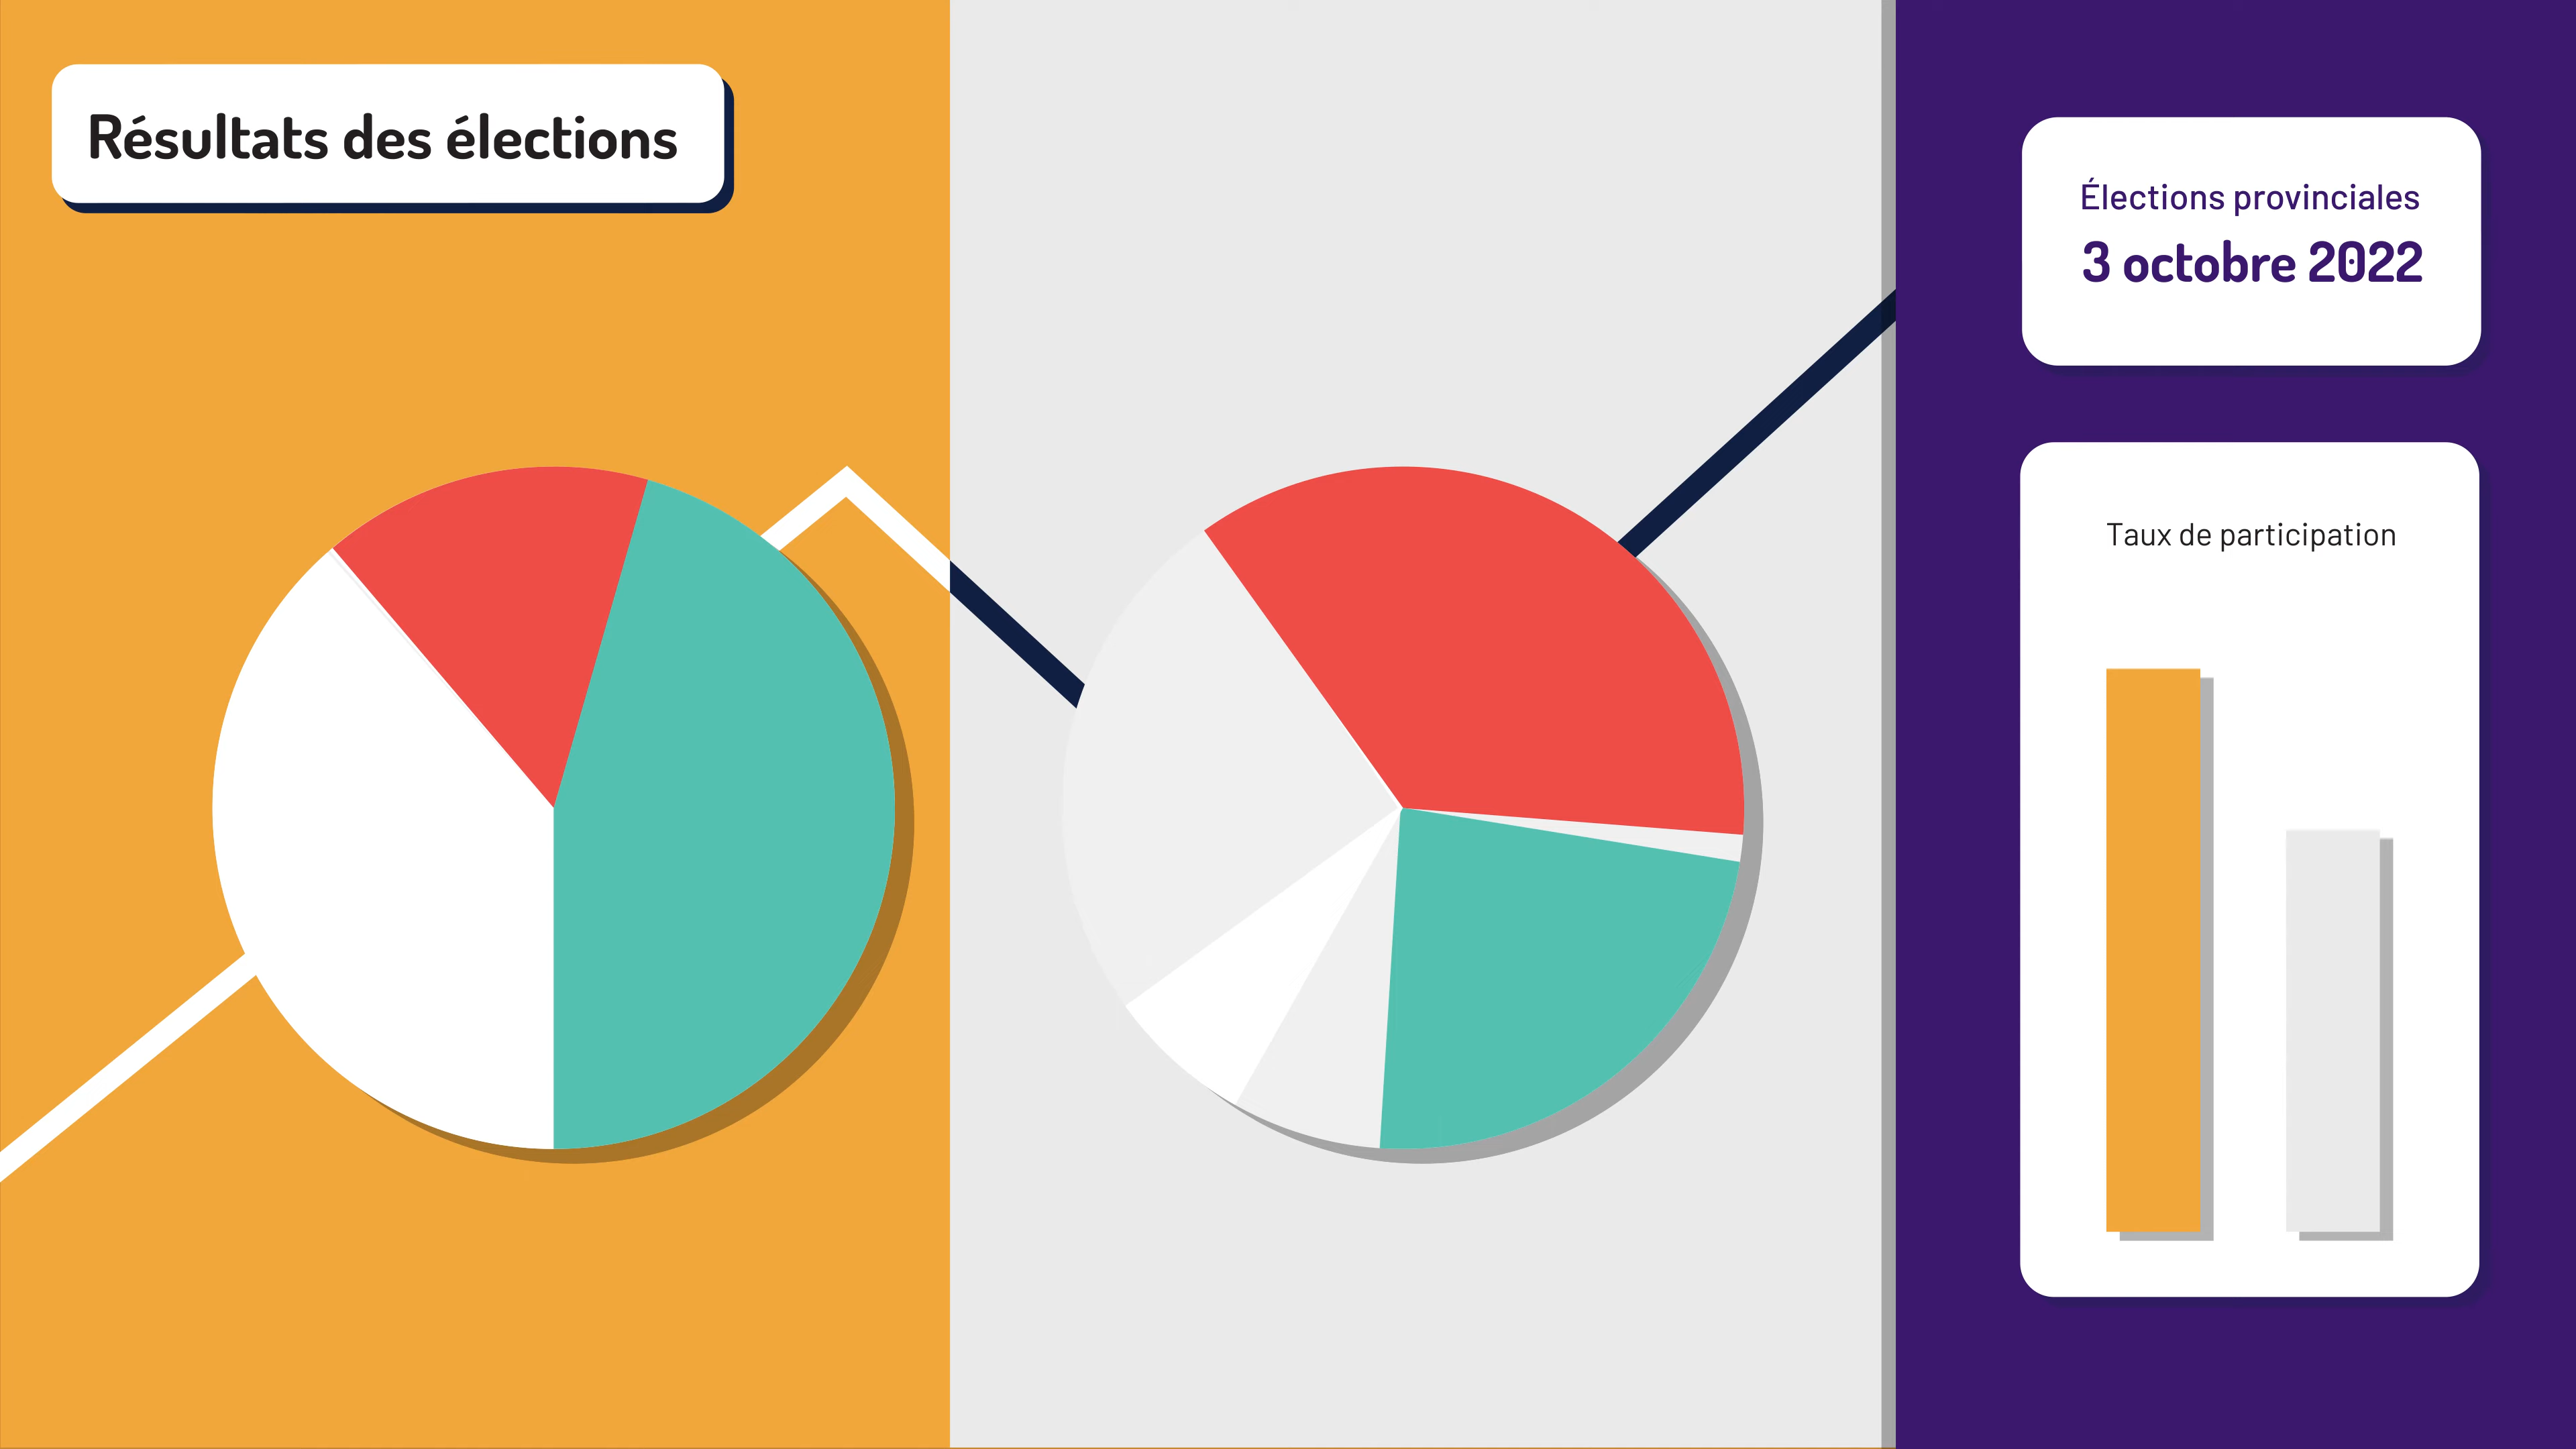 Résultats des élections
Élections provinciales
3 octobre 2022
Taux de participation